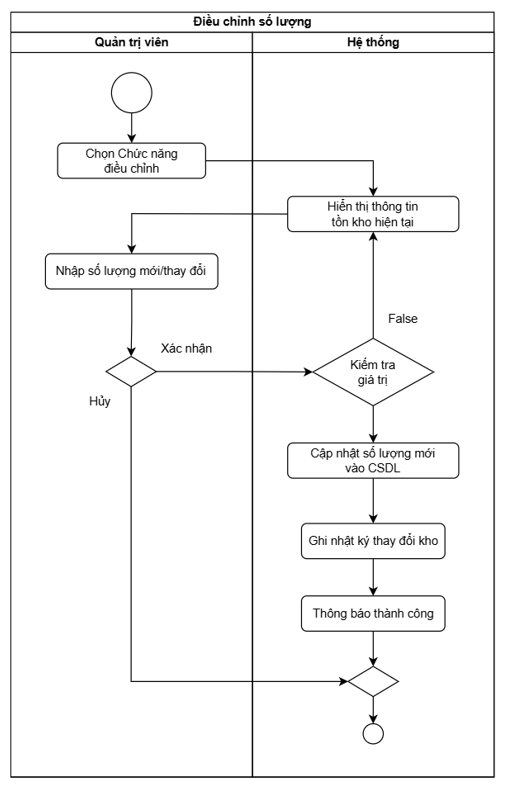 Điều chỉnh số lượng
Quản trị viên
Hệ thống
Chọn Chức năng
điều chỉnh
Hiển thị thông tin
tồn kho hiện tại
Nhập số lượng mới/thay đổi
False
Xác nhận
Kiểm tra
giá trị
Hủy
Cập nhật số lượng mới
vào CSDL
Ghi nhật ký thay đổi kho
Thông báo thành công